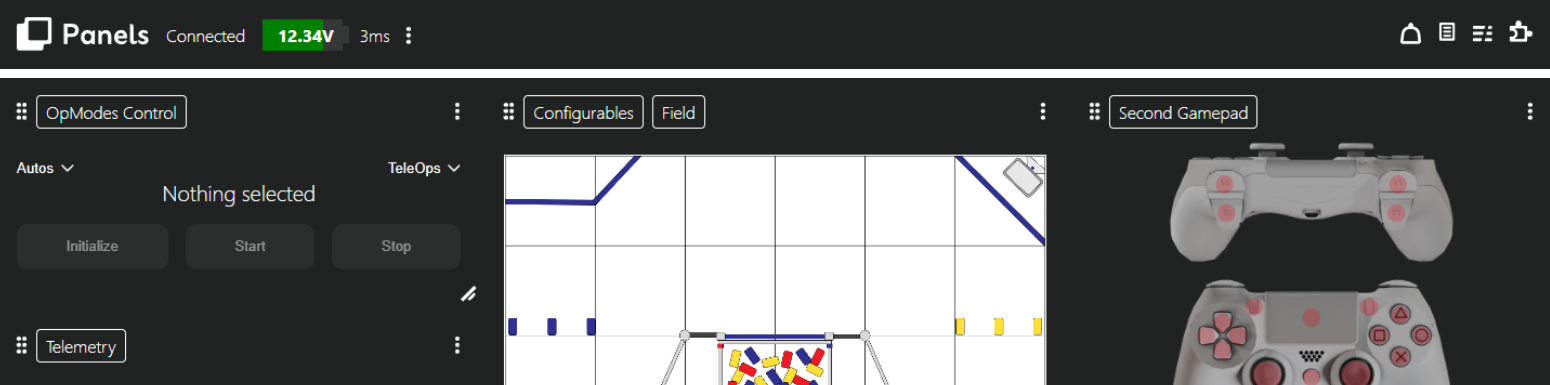 Panels Connected 12.34V 3ms
OpModes Control
Autos TeleOps
Nothing selected
Initialize Start Stop
Telemetry
Configurables Field
Second Gamepad